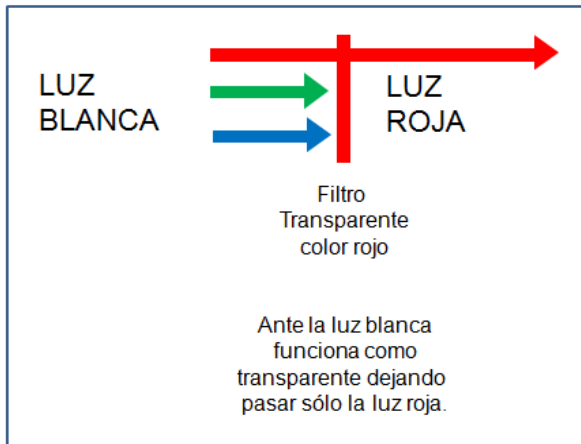 LUZ
BLANCA
LUZ
ROJA
Filtro
Transparente
color rojo
Ante la luz blanca
funciona como
transparente dejando
pasar sólo la luz roja.